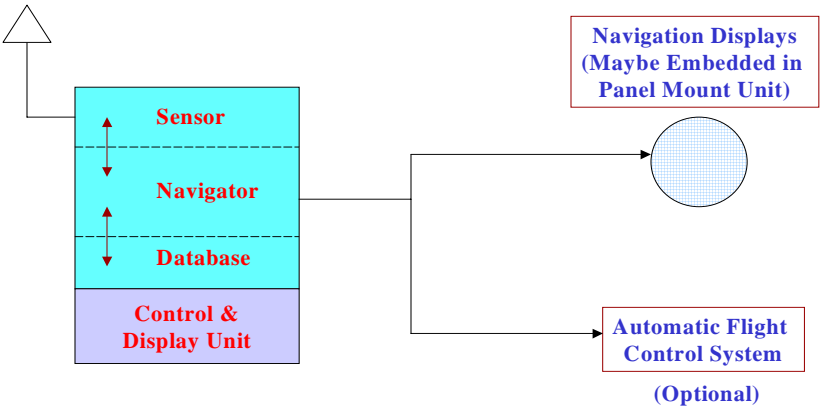 Navigation Displays
(Maybe Embedded in
Panel Mount Unit)
Sensor
Navigator
Database
Control &
Display Unit
Automatic Flight
Control System
(Optional)